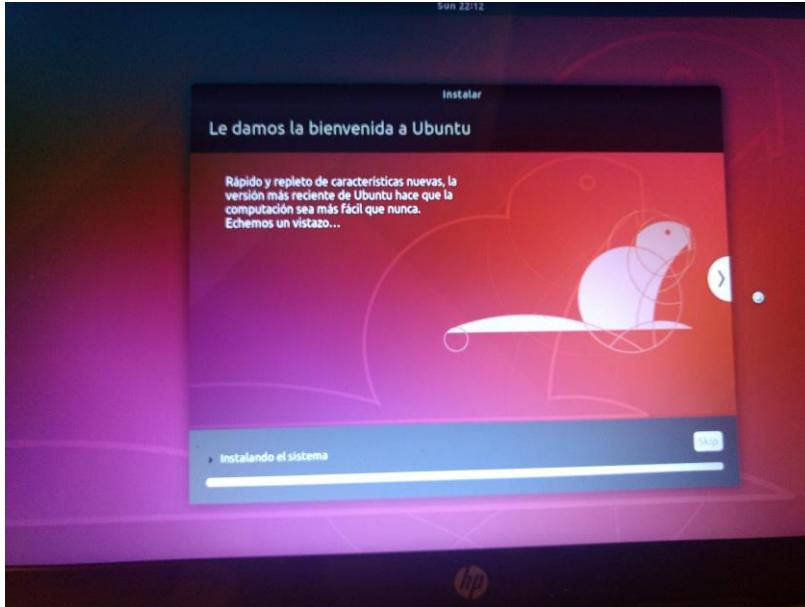 Sun 22:12
Instalar
Le damos la bienvenida a Ubuntu
Rápido y repleto de características nuevas, la
versión más reciente de Ubuntu hace que la
computación sea más fácil que nunca.
Echemos un vistazo...
Skip
Instalando el sistema
hp